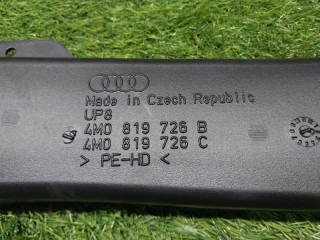 Made in Czech Republic
UP8
4M0 819 726 B
4M0 819 726 C
> PE-HD <